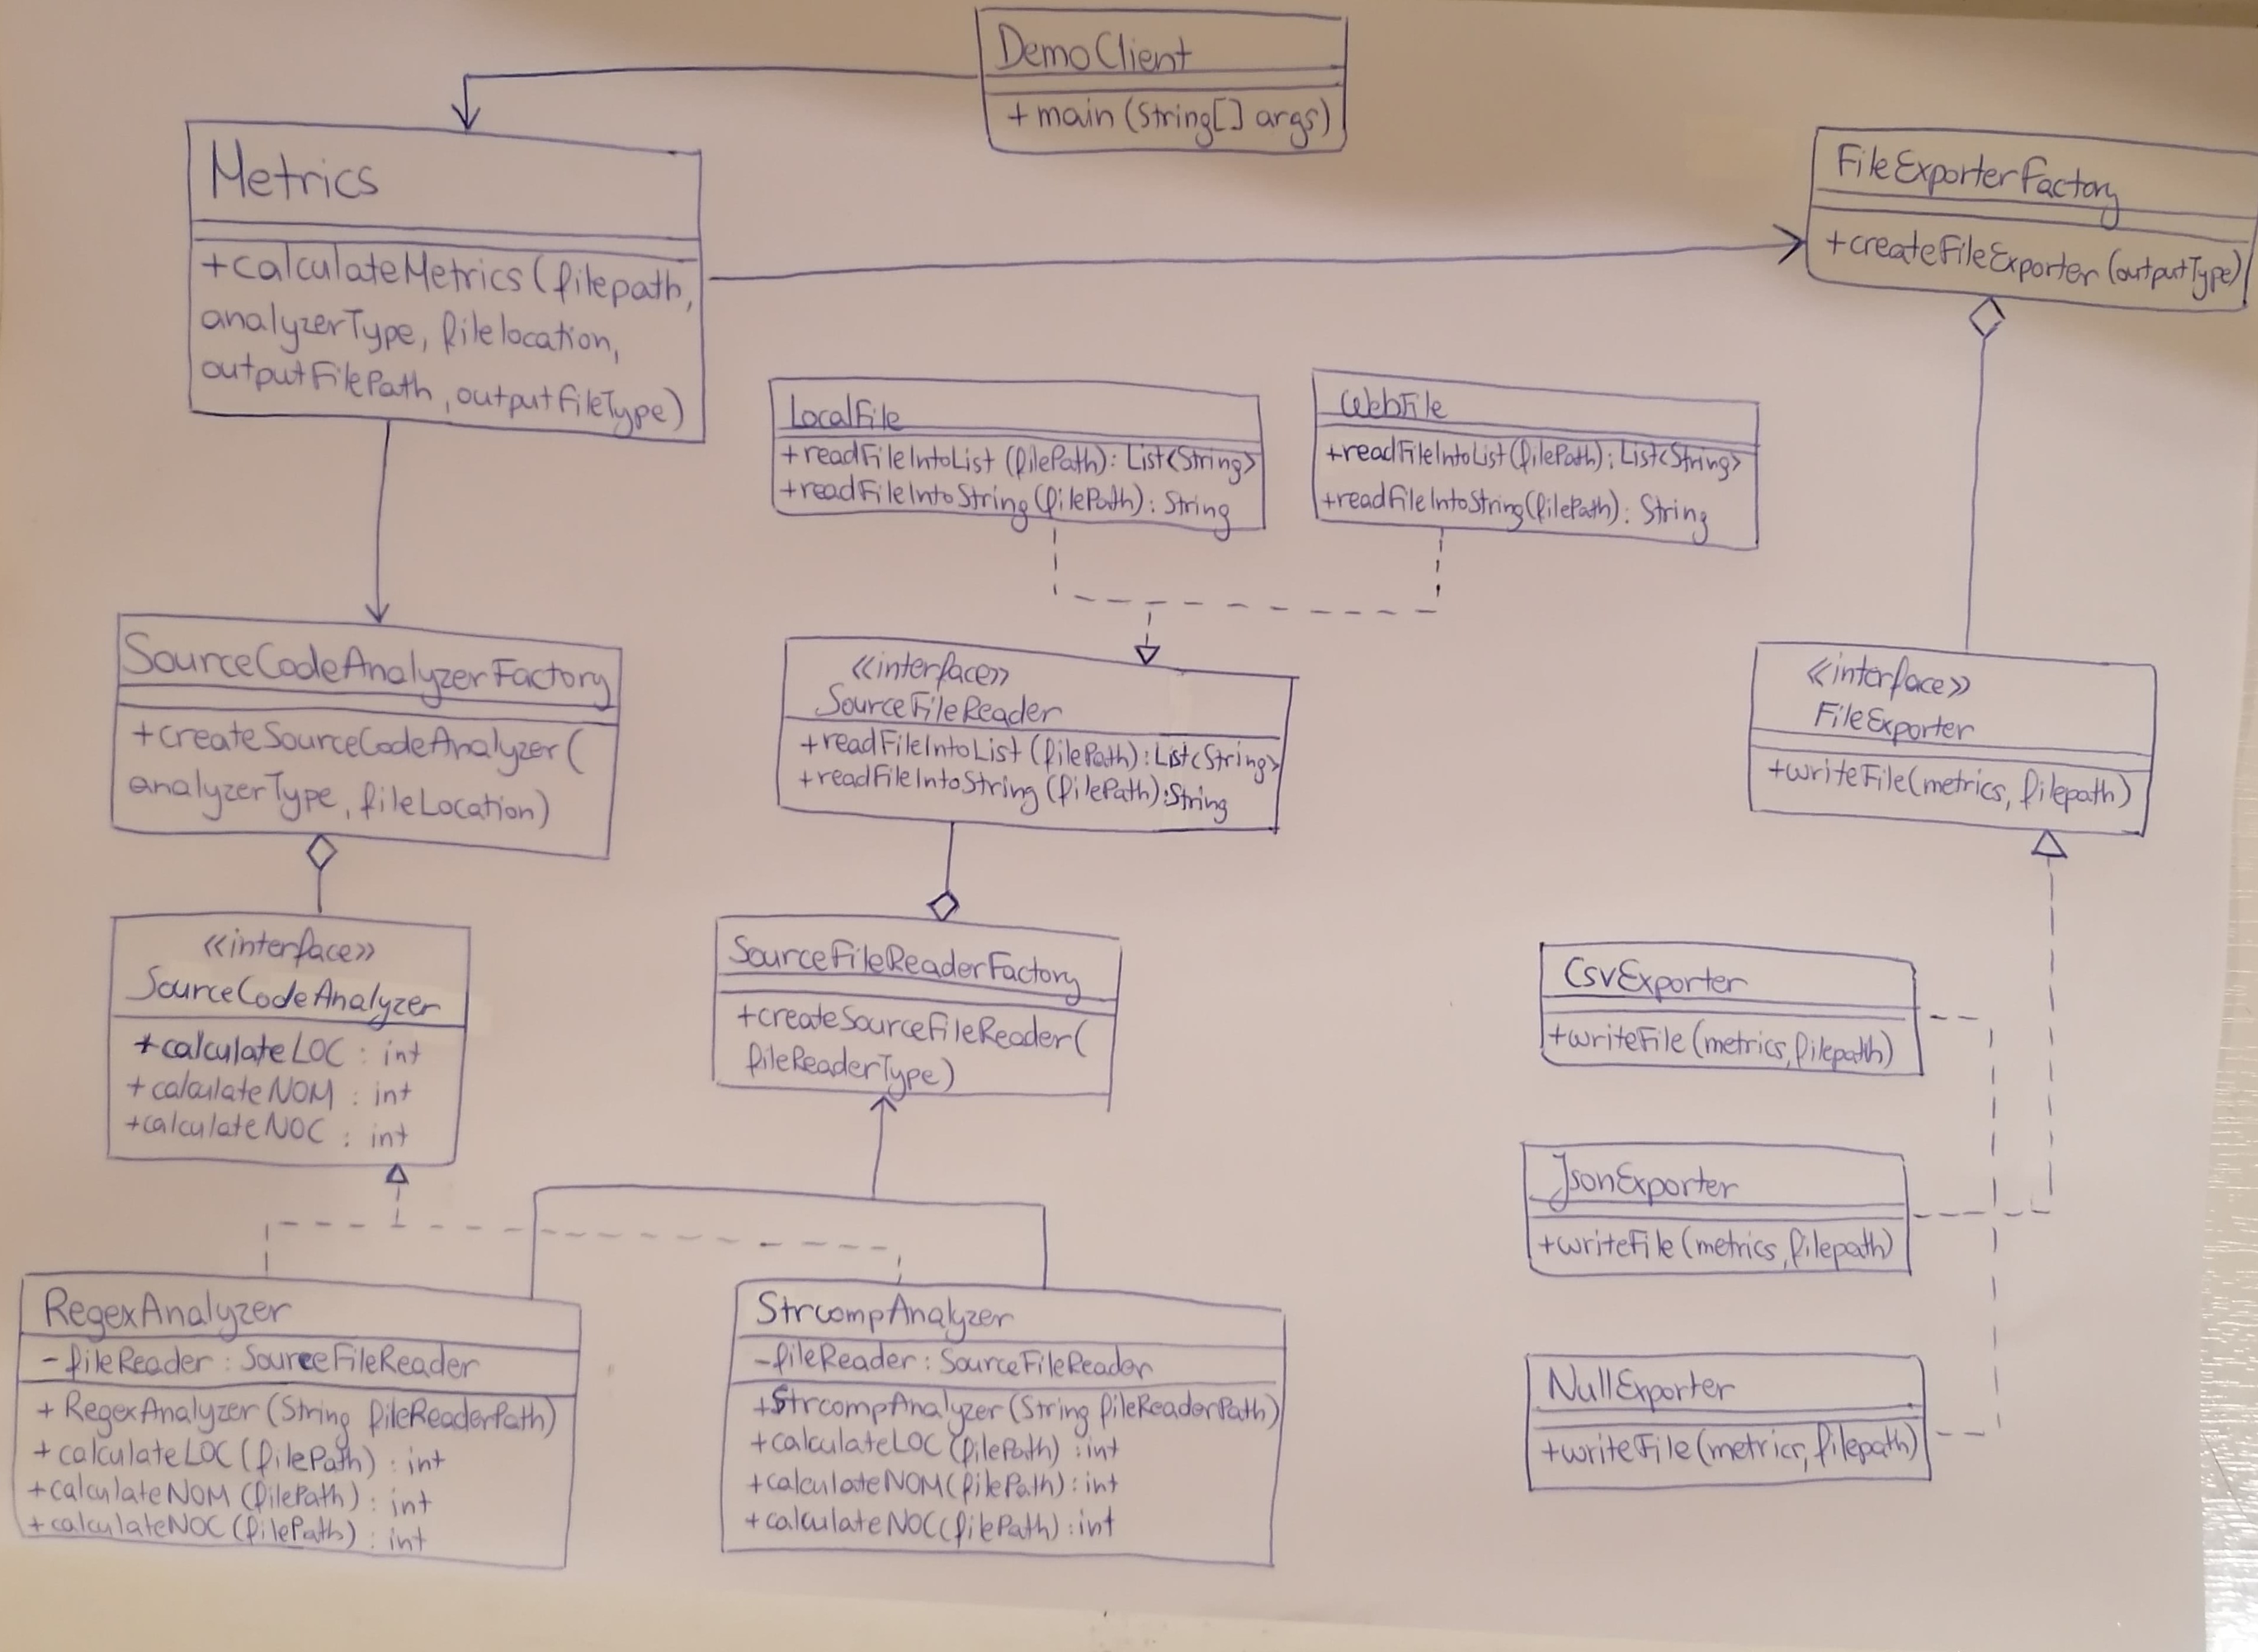 DemoClient
+main(String[] args)
Metrics
+calculateMetrics(filepath,
analyzerType, filelocation,
outputFilePath, outputFileType)
FileExporterFactory
+createFileExporter(outputType)
LocalFile
+readFileIntoList(filePath): List<String>
+readFileIntoString(filePath): String
WebFile
+readFileIntoList(filePath): List<String>
+readFileIntoString(filePath): String
SourceCodeAnalyzerFactory
+createSourceCodeAnalyzer(
analyzerType, fileLocation)
<<interface>>
SourceFileReader
+readFileIntoList(filePath): List<String>
+readFileIntoString(filePath): String
<<interface>>
FileExporter
+writeFile(metrics, filepath)
<<interface>>
SourceCodeAnalyzer
+calculateLOC : int
+calculateNOM : int
+calculateNOC : int
SourceFileReaderFactory
+createSourceFileReader(
fileReaderType)
CsvExporter
+writeFile(metrics,filepath)
JsonExporter
+writeFile(metrics,filepath)
NullExporter
+writeFile(metrics,filepath)
RegexAnalyzer
-fileReader: SourceFileReader
+RegexAnalyzer(String fileReaderPath)
+calculateLOC(filePath): int
+calculateNOM(filePath): int
+calculateNOC(filePath): int
StrcompAnalyzer
-fileReader: SourceFileReader
+StrcompAnalyzer(String fileReaderPath)
+calculateLOC(filePath): int
+calculateNOM(filePath): int
+calculateNOC(filePath): int